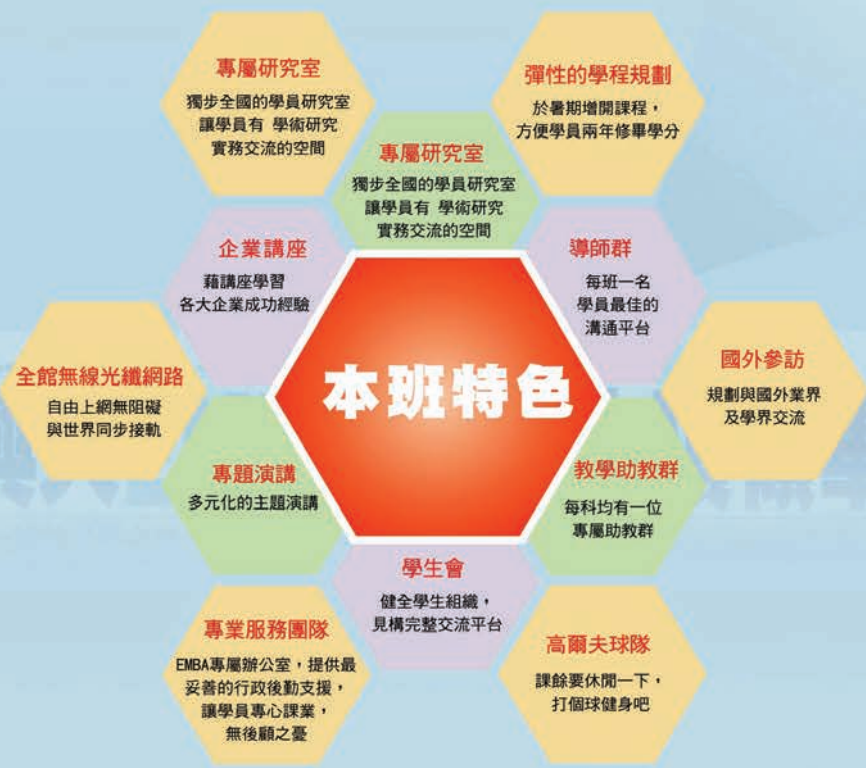 專屬研究室
獨步全國的學員研究室
讓學員有 學術研究
實務交流的空間
彈性的學程規劃
於暑期增開課程，
方便學員兩年修畢學分
專屬研究室
獨步全國的學員研究室
讓學員有 學術研究
實務交流的空間
企業講座
藉講座學習
各大企業成功經驗
導師群
每班一名
學員最佳的
溝通平台
全館無線光纖網路
自由上網無阻礙
與世界同步接軌
本班特色
國外參訪
規劃與國外業界
及學界交流
專題演講
多元化的主題演講
教學助教群
每科均有一位
專屬助教群
學生會
健全學生組織，
見構完整交流平台
專業服務團隊
EMBA專屬辦公室，提供最
妥善的行政後勤支援，
讓學員專心課業，
無後顧之憂
高爾夫球隊
課餘要休閒一下，
打個球健身吧